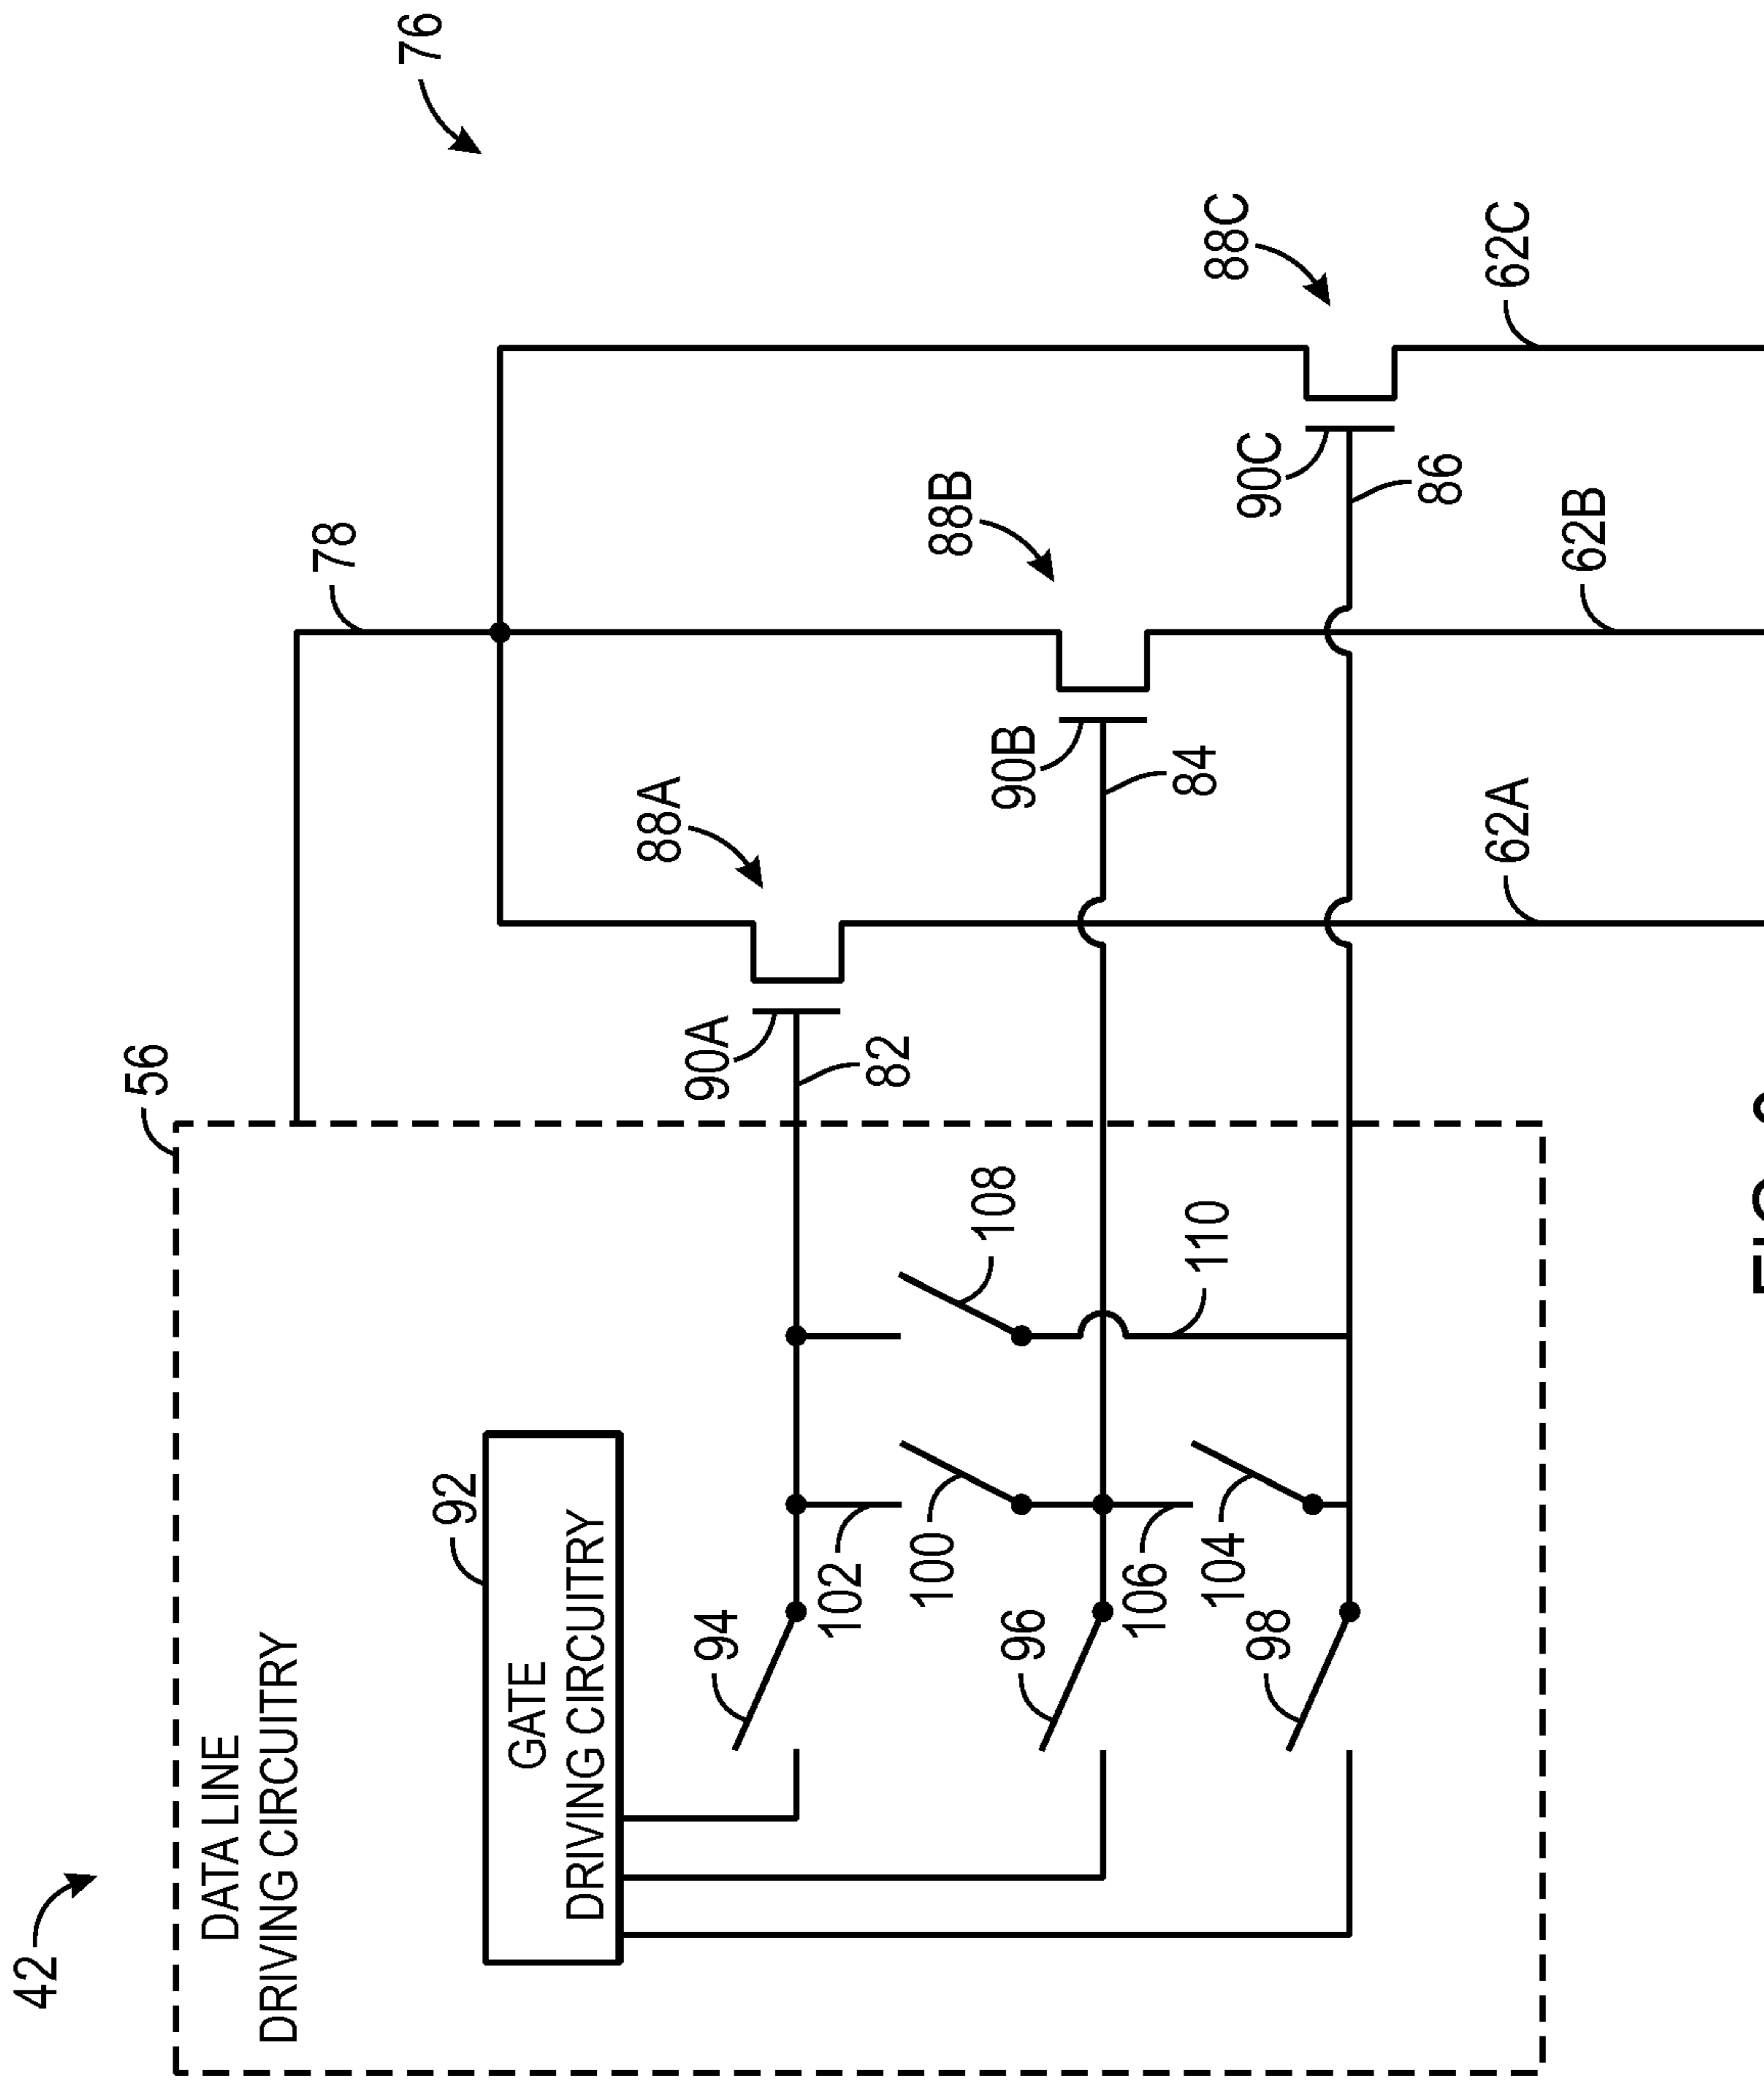 42
76
56
78
DATA LINE
DRIVING CIRCUITRY
92
GATE
DRIVING CIRCUITRY
88A
88B
88C
90A
90B
90C
82
84
86
94
96
98
102
100
106
104
108
110
62A
62B
62C